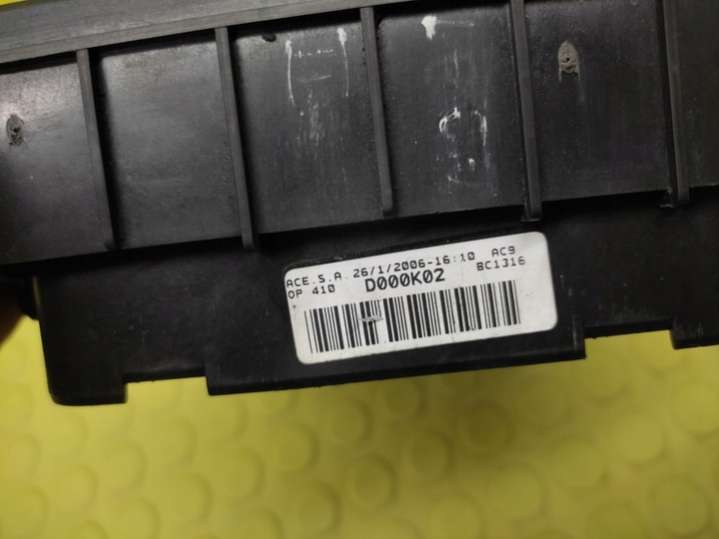 ACE.S.A. 26/1/2006-16:10 AC9
OP 410 D000K02 BC1316